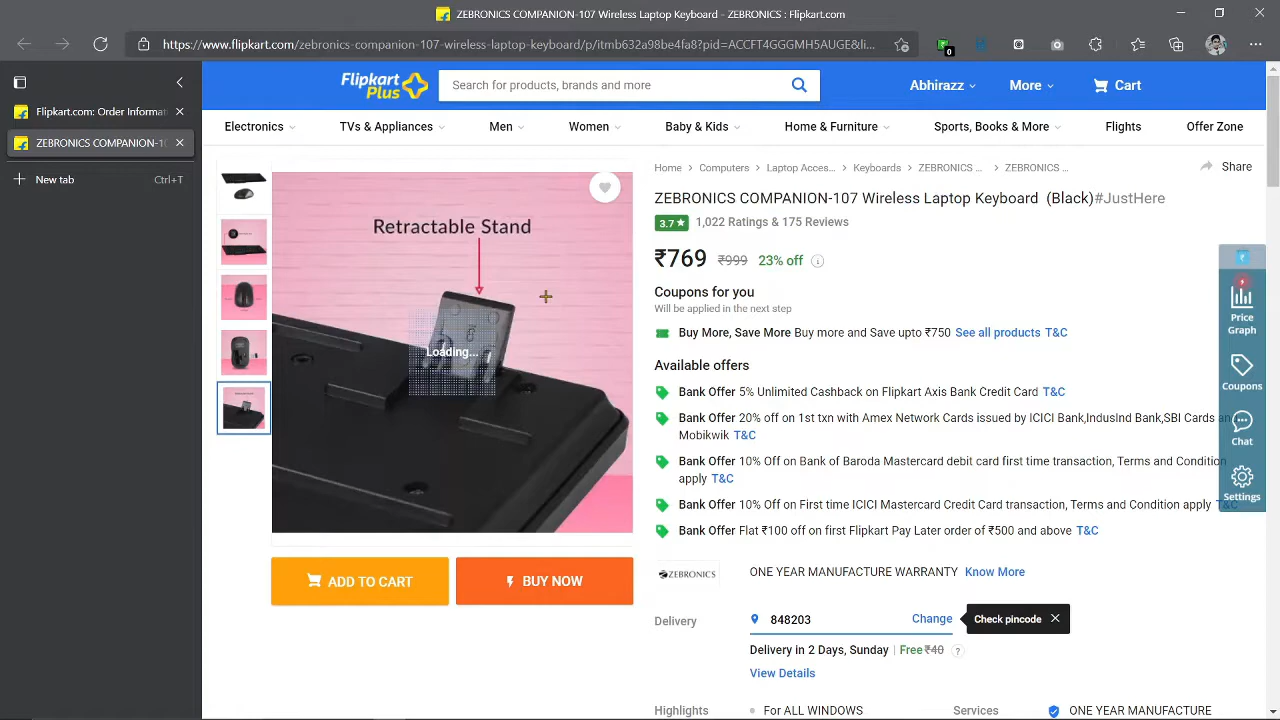 ZEBRONICS COMPANION-107 Wireless Laptop Keyboard - ZEBRONICS : Flipkart.com
https://www.flipkart.com/zebronics-companion-107-wireless-laptop-keyboard/p/itmb632a98be4fa8?pid=ACCFT4GGGMH5AUGE&li...
0
Flipkart.com: Order Informat
ZEBRONICS COMPANION-10
New tab
Ctrl+T
Flipkart
Plus
Search for products, brands and more
Abhirazz
More
Cart
Electronics
TVs & Appliances
Men
Women
Baby & Kids
Home & Furniture
Sports, Books & More
Flights
Offer Zone
Home
Computers
Laptop Acces...
Keyboards
ZEBRONICS ...
ZEBRONICS ...
Share
Retractable Stand
Loading...
ADD TO CART
BUY NOW
ZEBRONICS COMPANION-107 Wireless Laptop Keyboard (Black)#JustHere
3.7★ 1,022 Ratings & 175 Reviews
₹769 ₹999 23% off
Coupons for you
Will be applied in the next step
Buy More, Save More Buy more and Save upto ₹750 See all products T&C
Available offers
Bank Offer 5% Unlimited Cashback on Flipkart Axis Bank Credit Card T&C
Bank Offer 20% off on 1st txn with Amex Network Cards issued by ICICI Bank,IndusInd Bank,SBI Cards an
Mobikwik T&C
Bank Offer 10% Off on Bank of Baroda Mastercard debit card first time transaction, Terms and Condition
apply T&C
Bank Offer 10% Off on First time ICICI Mastercard Credit Card transaction, Terms and Condition apply T&C
Bank Offer Flat ₹100 off on first Flipkart Pay Later order of ₹500 and above T&C
ZEBRONICS
ONE YEAR MANUFACTURE WARRANTY Know More
Delivery
848203
Change
Check pincode
Delivery in 2 Days, Sunday | Free ₹40 ?
View Details
Highlights
For ALL WINDOWS
Services
ONE YEAR MANUFACTURE
Price
Graph
Coupons
Chat
Settings